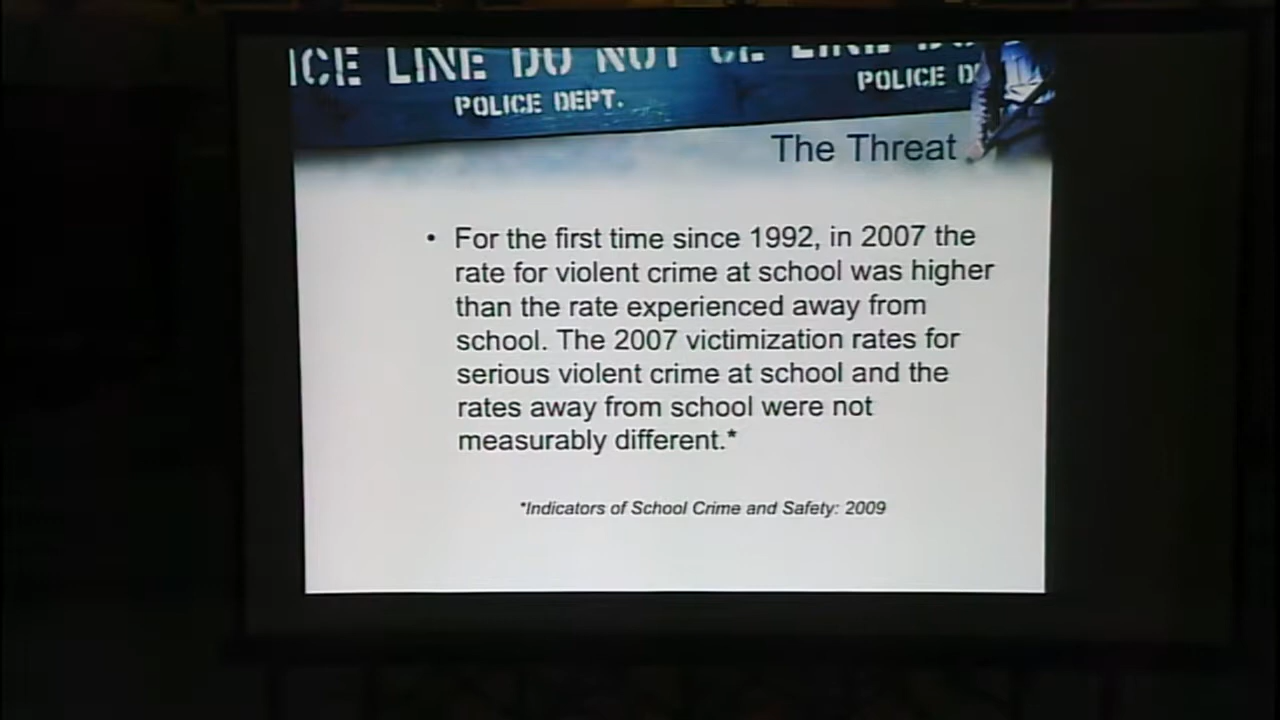 ICE LINE DO NOT
POLICE DEPT.
POLICE D
The Threat
• For the first time since 1992, in 2007 the
rate for violent crime at school was higher
than the rate experienced away from
school. The 2007 victimization rates for
serious violent crime at school and the
rates away from school were not
measurably different.*
*Indicators of School Crime and Safety: 2009